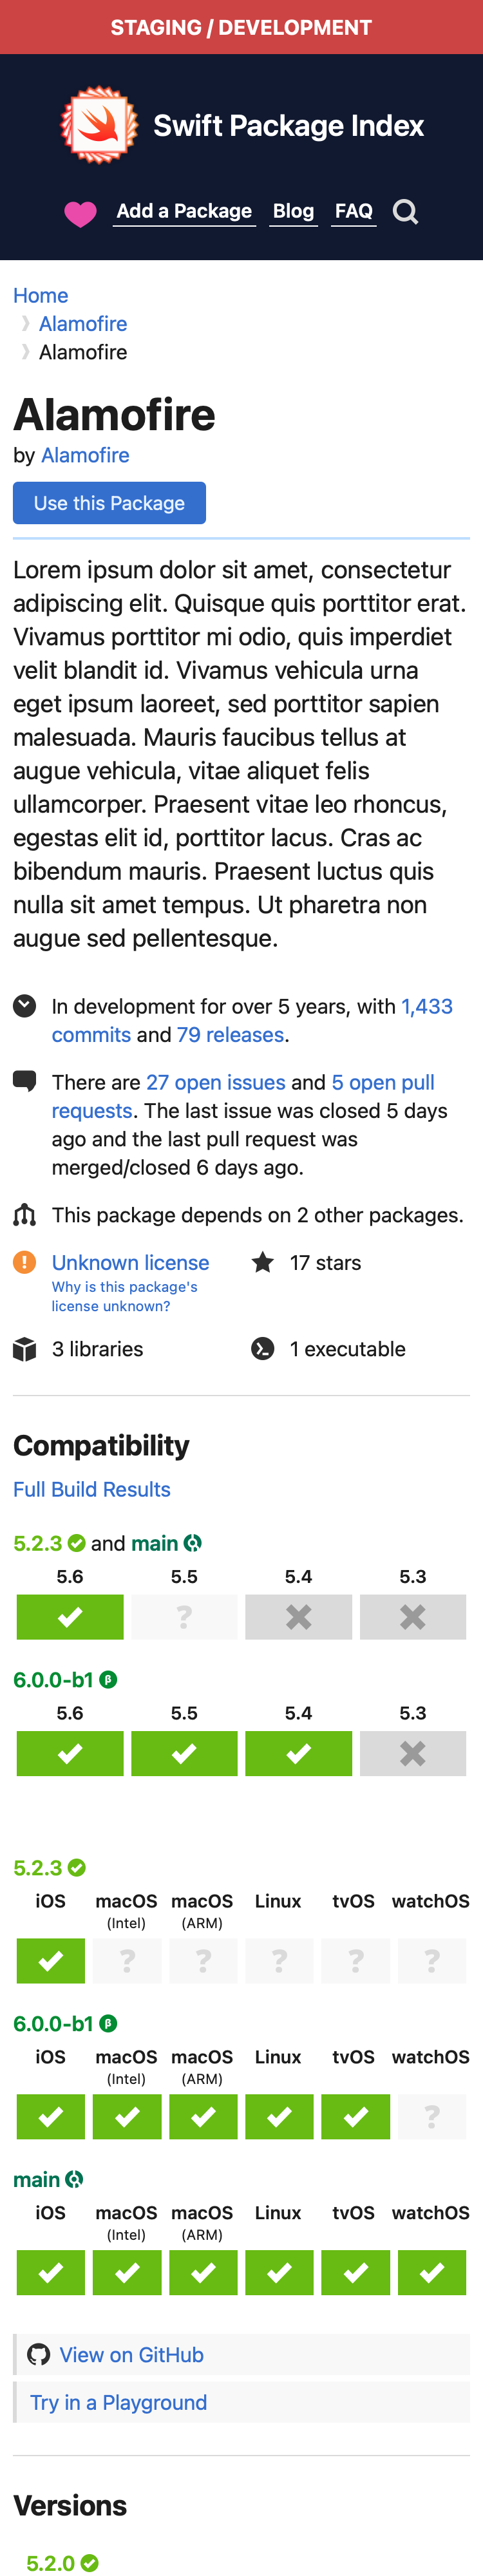 STAGING / DEVELOPMENT
Swift Package Index
Add a Package Blog FAQ
Home
Alamofire
Alamofire
Alamofire
by Alamofire
Use this Package
Lorem ipsum dolor sit amet, consectetur
adipiscing elit. Quisque quis porttitor erat.
Vivamus porttitor mi odio, quis imperdiet
velit blandit id. Vivamus vehicula urna
eget ipsum laoreet, sed porttitor sapien
malesuada. Mauris faucibus tellus at
augue vehicula, vitae aliquet felis
ullamcorper. Praesent vitae leo rhoncus,
egestas elit id, porttitor lacus. Cras ac
bibendum mauris. Praesent luctus quis
nulla sit amet tempus. Ut pharetra non
augue sed pellentesque.
In development for over 5 years, with 1,433
commits and 79 releases.
There are 27 open issues and 5 open pull
requests. The last issue was closed 5 days
ago and the last pull request was
merged/closed 6 days ago.
This package depends on 2 other packages.
Unknown license
Why is this package's
license unknown?
17 stars
3 libraries
1 executable
Compatibility
Full Build Results
5.2.3 and main
5.6 5.5 5.4 5.3
?
6.0.0-b1 β
5.6 5.5 5.4 5.3
5.2.3
iOS macOS macOS Linux tvOS watchOS
(Intel) (ARM)
? ? ? ? ?
6.0.0-b1 β
iOS macOS macOS Linux tvOS watchOS
(Intel) (ARM)
?
main
iOS macOS macOS Linux tvOS watchOS
(Intel) (ARM)
View on GitHub
Try in a Playground
Versions
5.2.0